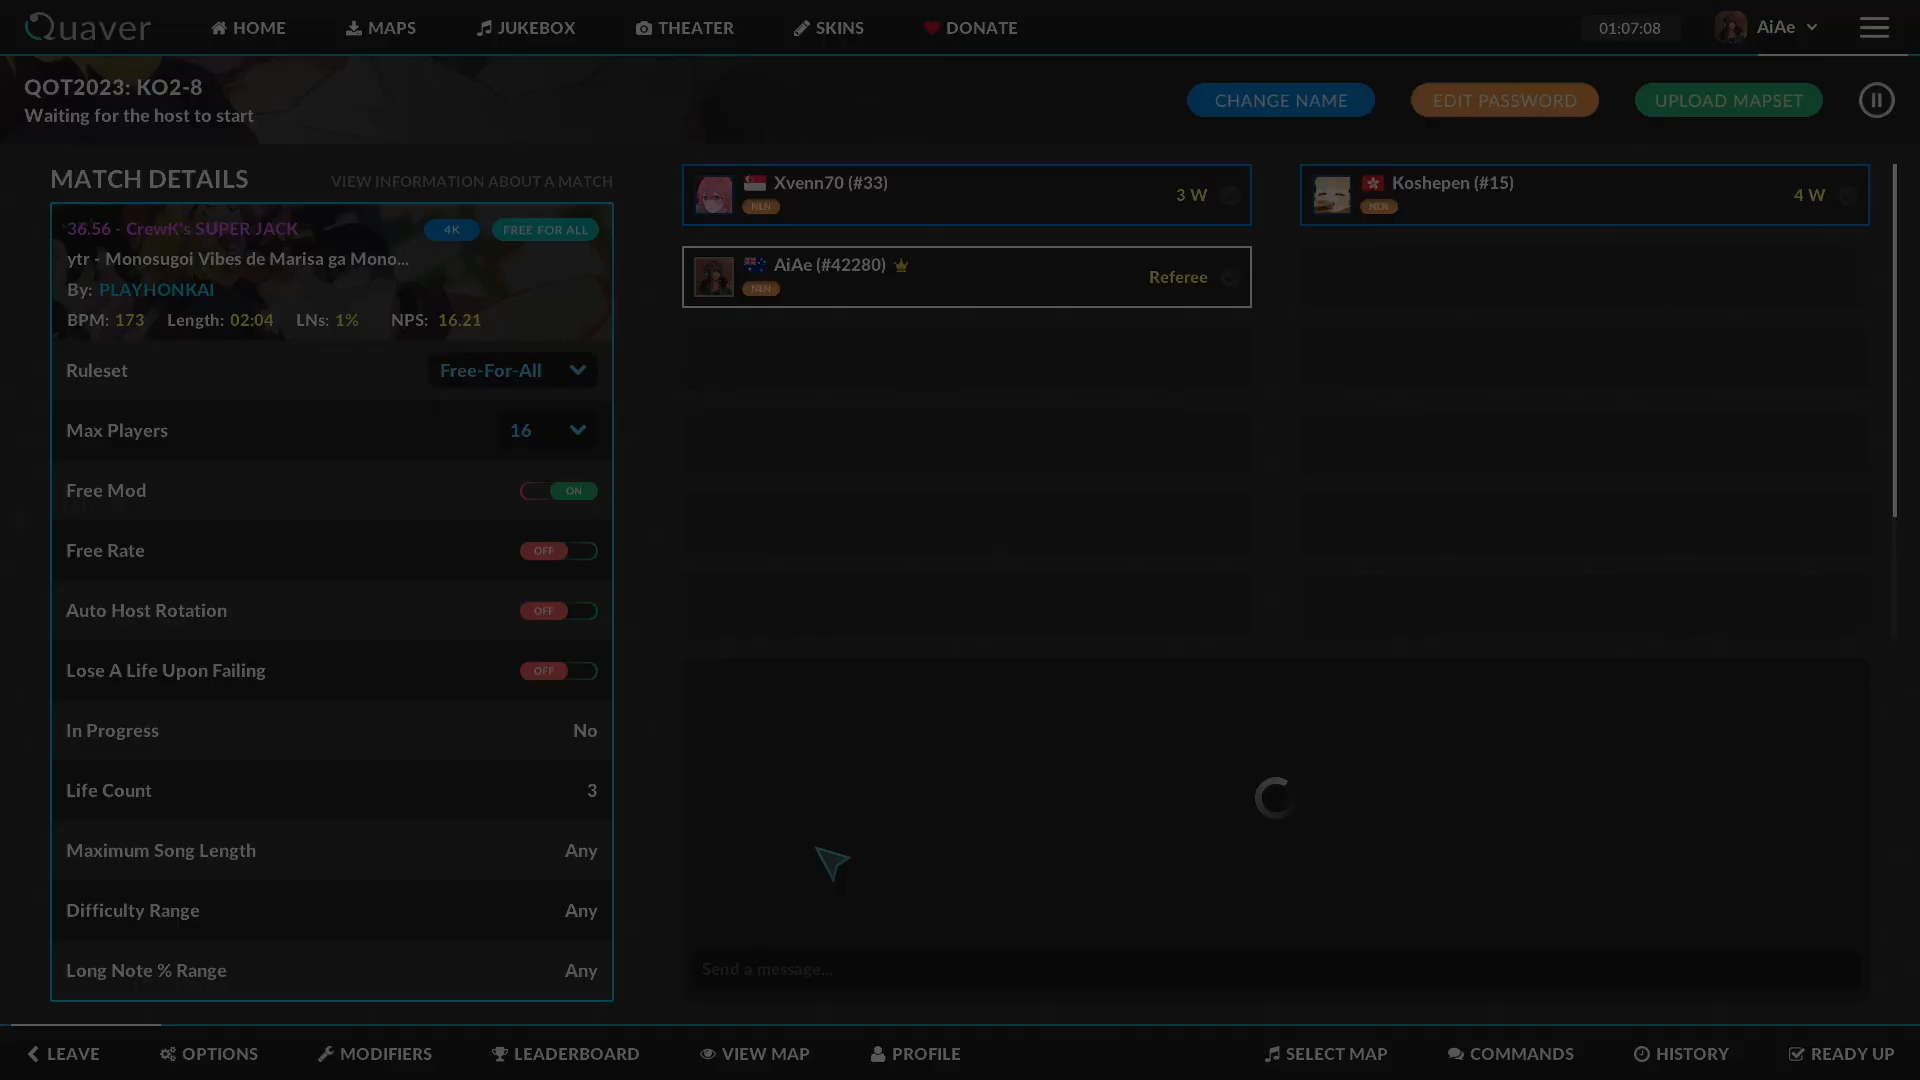 Quaver
HOME
MAPS
JUKEBOX
THEATER
SKINS
DONATE
01:07:08
AiAe
QOT2023: KO2-8
Waiting for the host to start
CHANGE NAME
EDIT PASSWORD
UPLOAD MAPSET
MATCH DETAILS
VIEW INFORMATION ABOUT A MATCH
36.56 - CrewK's SUPER JACK
4K
FREE FOR ALL
ytr - Monosugoi Vibes de Marisa ga Mono...
By: PLAYHONKAI
BPM: 173 Length: 02:04 LNs: 1% NPS: 16.21
Ruleset
Free-For-All
Max Players
16
Free Mod
ON
Free Rate
OFF
Auto Host Rotation
OFF
Lose A Life Upon Failing
OFF
In Progress
No
Life Count
3
Maximum Song Length
Any
Difficulty Range
Any
Long Note % Range
Any
Xvenn70 (#33)
NLN
3 W
Koshepen (#15)
NLN
4 W
AiAe (#42280)
NLN
Referee
Send a message...
LEAVE
OPTIONS
MODIFIERS
LEADERBOARD
VIEW MAP
PROFILE
SELECT MAP
COMMANDS
HISTORY
READY UP